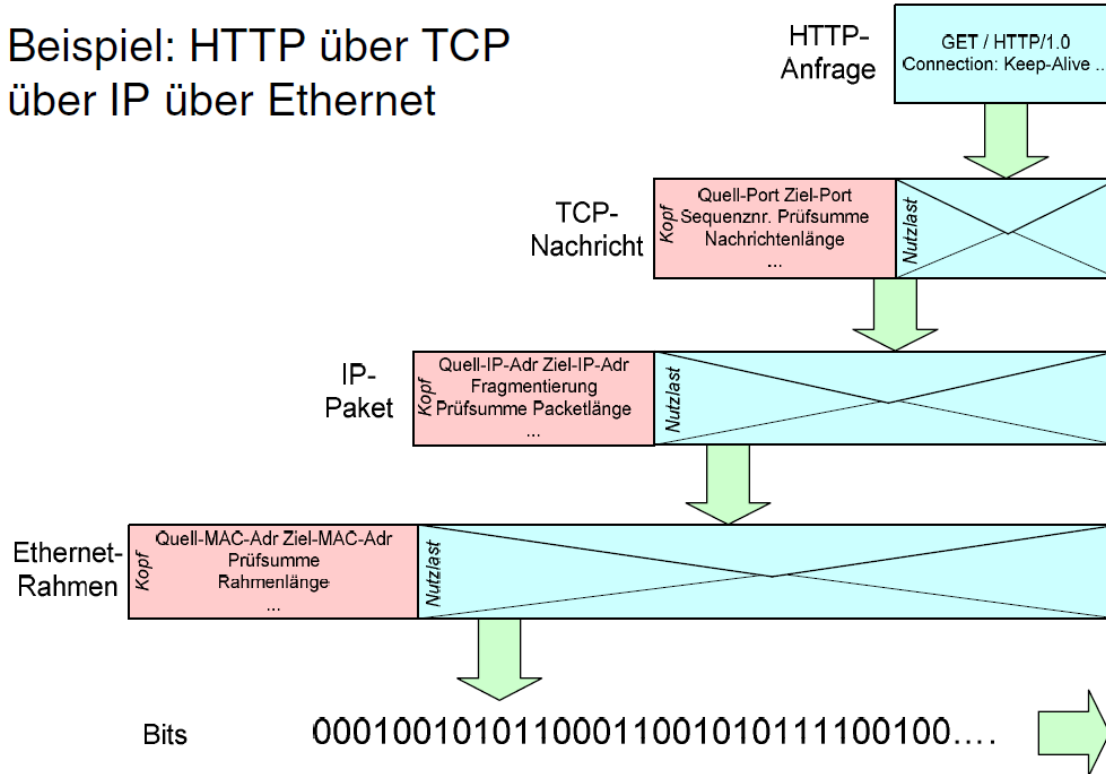 Beispiel: HTTP über TCP
über IP über Ethernet
HTTP-
Anfrage
GET / HTTP/1.0
Connection: Keep-Alive ...
TCP-
Nachricht
Kopf
Quell-Port Ziel-Port
Sequenznr. Prüfsumme
Nachrichtenlänge
...
Nutzlast
IP-
Paket
Kopf
Quell-IP-Adr Ziel-IP-Adr
Fragmentierung
Prüfsumme Packetlänge
...
Nutzlast
Ethernet-
Rahmen
Kopf
Quell-MAC-Adr Ziel-MAC-Adr
Prüfsumme
Rahmenlänge
...
Nutzlast
Bits
00010010101100011001010111100100....